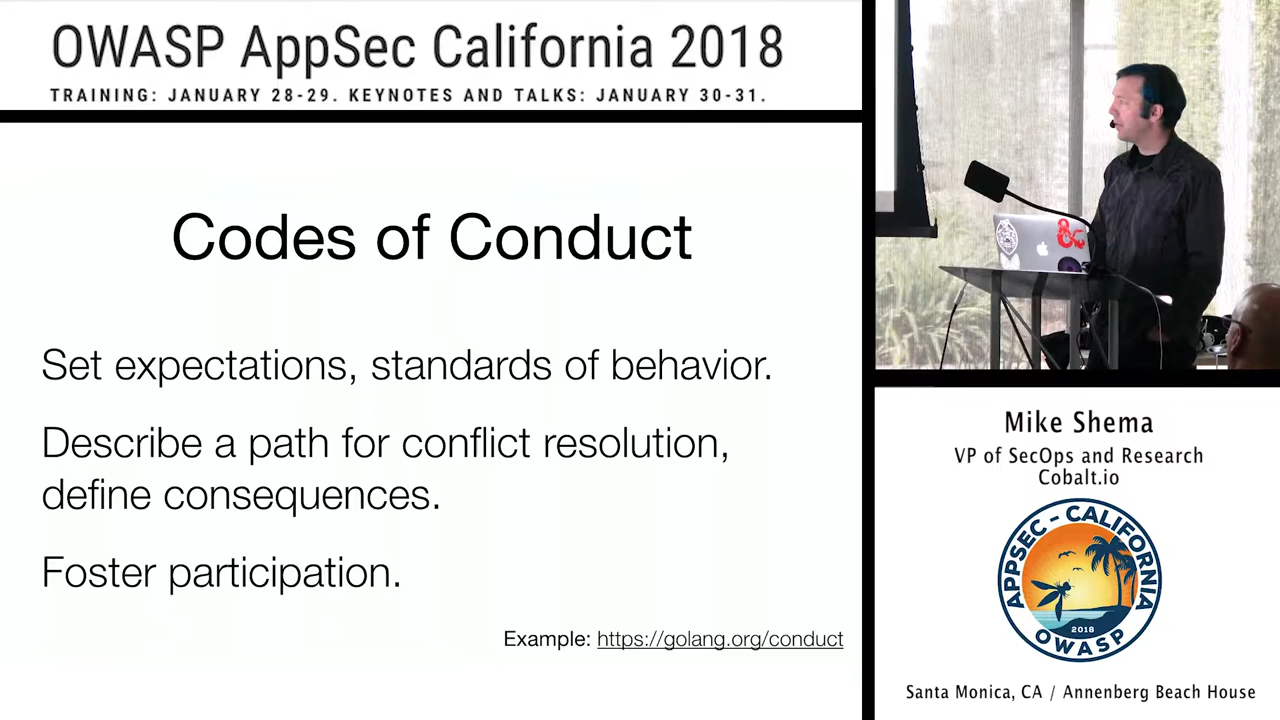 OWASP AppSec California 2018
TRAINING: JANUARY 28-29. KEYNOTES AND TALKS: JANUARY 30-31.
Codes of Conduct
Set expectations, standards of behavior.
Describe a path for conflict resolution,
define consequences.
Foster participation.
Example: https://golang.org/conduct
Mike Shema
VP of SecOps and Research
Cobalt.io
APPSEC - CALIFORNIA
2018
OWASP
Santa Monica, CA / Annenberg Beach House